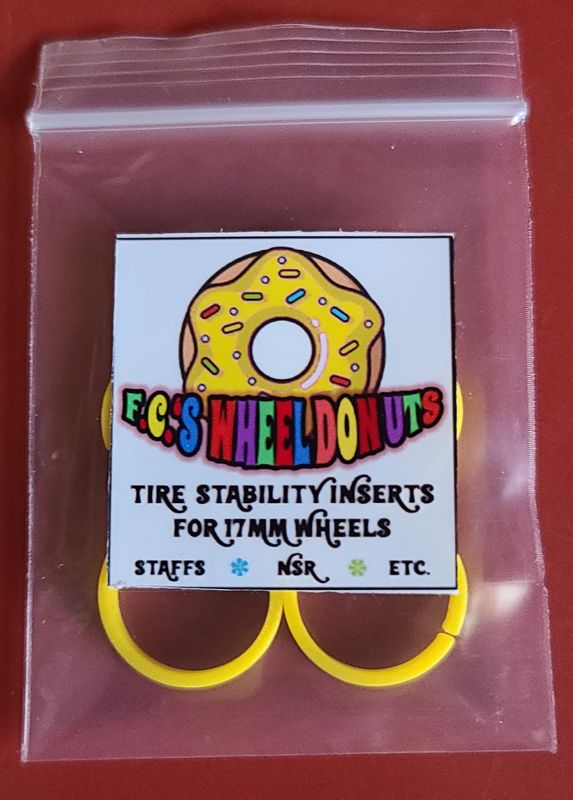 F.C.'S WHEEL DONUTS
TIRE STABILITY INSERTS
FOR 17MM WHEELS
STAFFS NSR ETC.